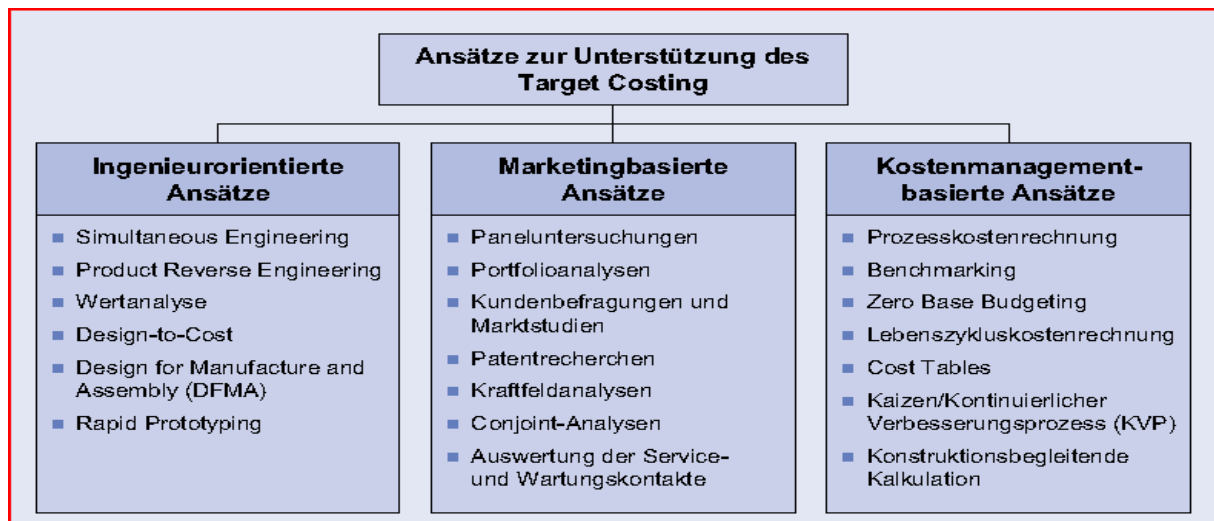 Ansätze zur Unterstützung des
Target Costing
Ingenieurorientierte
Ansätze
Simultaneous Engineering
Product Reverse Engineering
Wertanalyse
Design-to-Cost
Design for Manufacture and
Assembly (DFMA)
Rapid Prototyping
Marketingbasierte
Ansätze
Paneluntersuchungen
Portfolioanalysen
Kundenbefragungen und
Marktstudien
Patentrecherchen
Kraftfeldanalysen
Conjoint-Analysen
Auswertung der Service-
und Wartungskontakte
Kostenmanagement-
basierte Ansätze
Prozesskostenrechnung
Benchmarking
Zero Base Budgeting
Lebenszykluskostenrechnung
Cost Tables
Kaizen/Kontinuierlicher
Verbesserungsprozess (KVP)
Konstruktionsbegleitende
Kalkulation